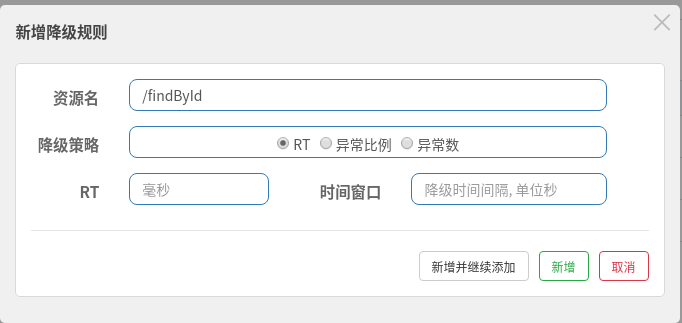 新增降级规则
资源名 /findById
降级策略 RT 异常比例 异常数
RT 毫秒 时间窗口 降级时间间隔, 单位秒
新增并继续添加 新增 取消